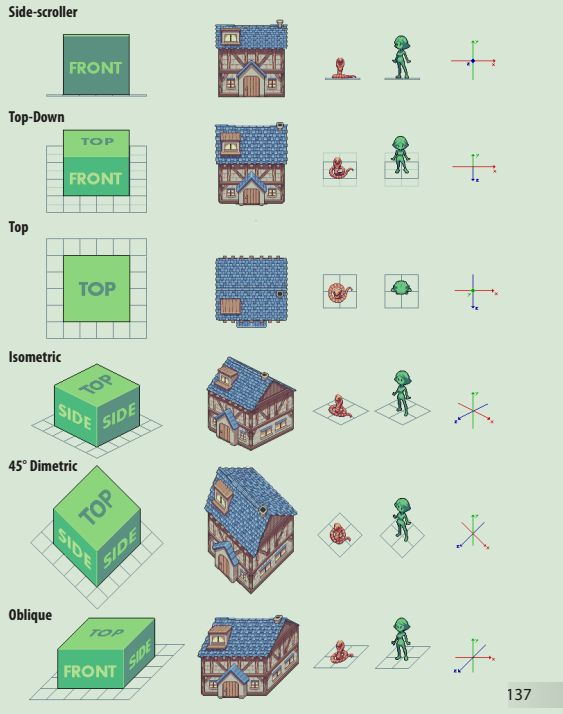 Side-scroller
FRONT
Y
X
Z
Top-Down
TOP
FRONT
Y
X
Z
Top
TOP
X
Y
Z
Isometric
TOP
SIDE SIDE
Y
Z X
45° Dimetric
TOP
SIDE SIDE
Y
Z X
Oblique
TOP
FRONT SIDE
Y
X
Z
137